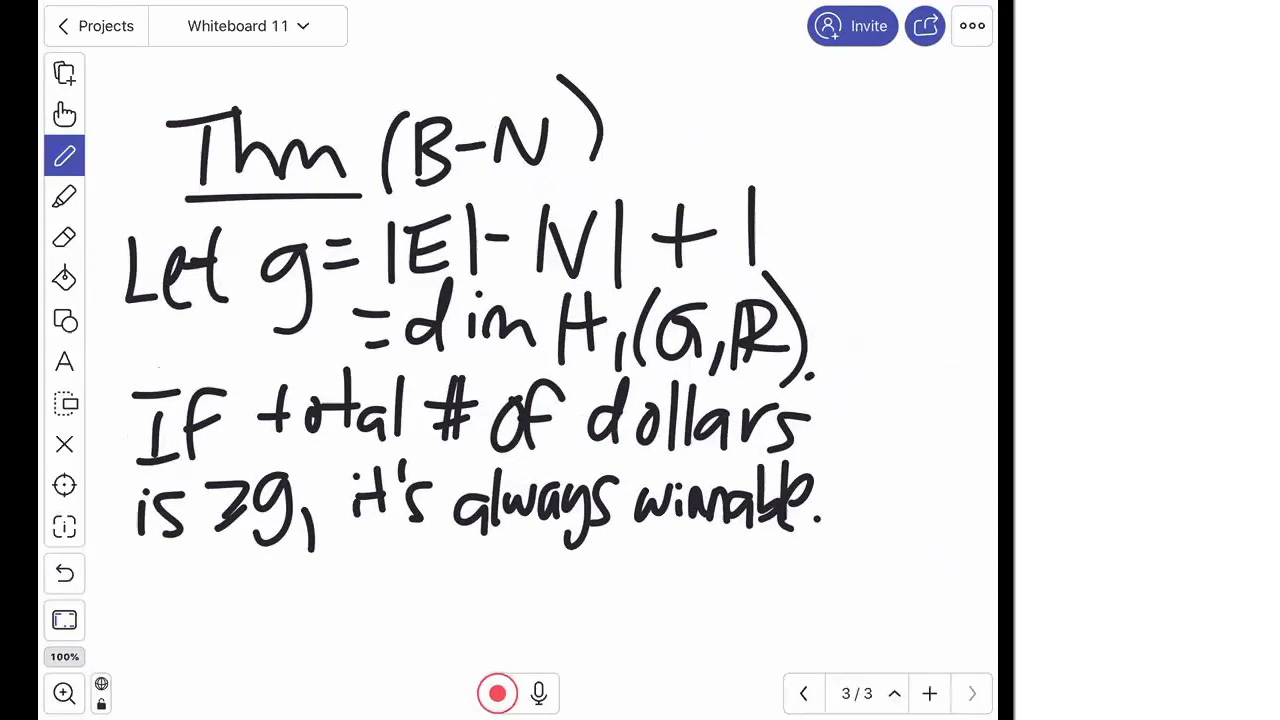 Projects
Whiteboard 11
Invite
Thm (B-N)
Let g = |E| - |V| + 1
= dim H₁(G, ℝ).
If total # of dollars
is ≥g, it's always winnable.
A
100%
3 / 3